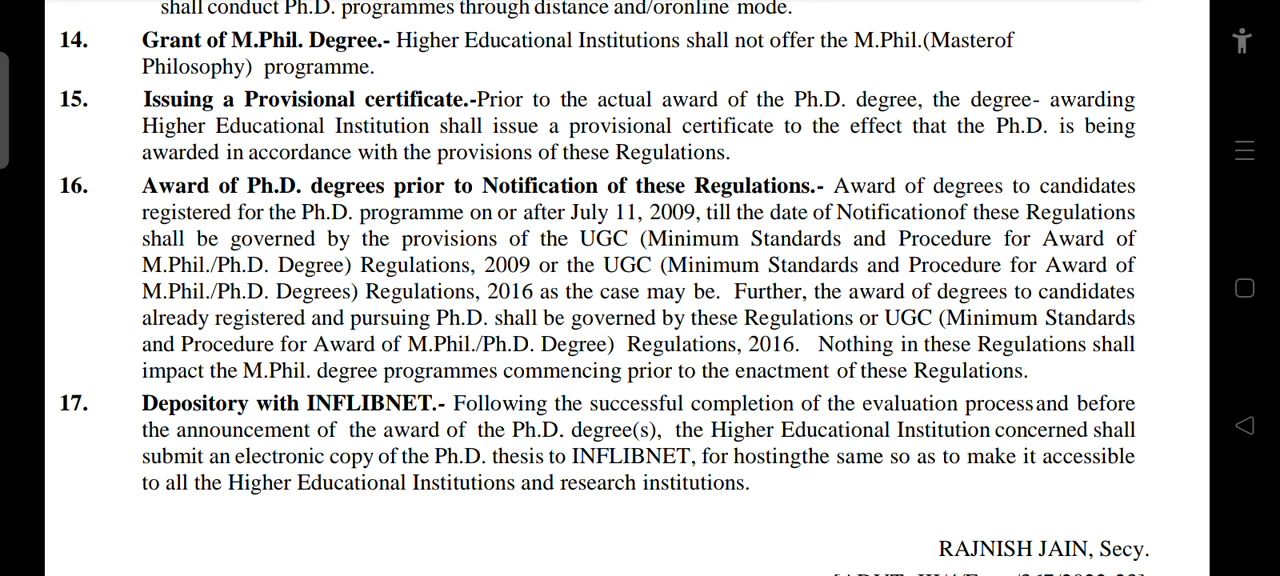 shall conduct Ph.D. programmes through distance and/oronline mode.
14. Grant of M.Phil. Degree.- Higher Educational Institutions shall not offer the M.Phil.(Masterof
Philosophy) programme.
15. Issuing a Provisional certificate.-Prior to the actual award of the Ph.D. degree, the degree- awarding
Higher Educational Institution shall issue a provisional certificate to the effect that the Ph.D. is being
awarded in accordance with the provisions of these Regulations.
16. Award of Ph.D. degrees prior to Notification of these Regulations.- Award of degrees to candidates
registered for the Ph.D. programme on or after July 11, 2009, till the date of Notificationof these Regulations
shall be governed by the provisions of the UGC (Minimum Standards and Procedure for Award of
M.Phil./Ph.D. Degree) Regulations, 2009 or the UGC (Minimum Standards and Procedure for Award of
M.Phil./Ph.D. Degrees) Regulations, 2016 as the case may be. Further, the award of degrees to candidates
already registered and pursuing Ph.D. shall be governed by these Regulations or UGC (Minimum Standards
and Procedure for Award of M.Phil./Ph.D. Degree) Regulations, 2016. Nothing in these Regulations shall
impact the M.Phil. degree programmes commencing prior to the enactment of these Regulations.
17. Depository with INFLIBNET.- Following the successful completion of the evaluation processand before
the announcement of the award of the Ph.D. degree(s), the Higher Educational Institution concerned shall
submit an electronic copy of the Ph.D. thesis to INFLIBNET, for hostingthe same so as to make it accessible
to all the Higher Educational Institutions and research institutions.
RAJNISH JAIN, Secy.